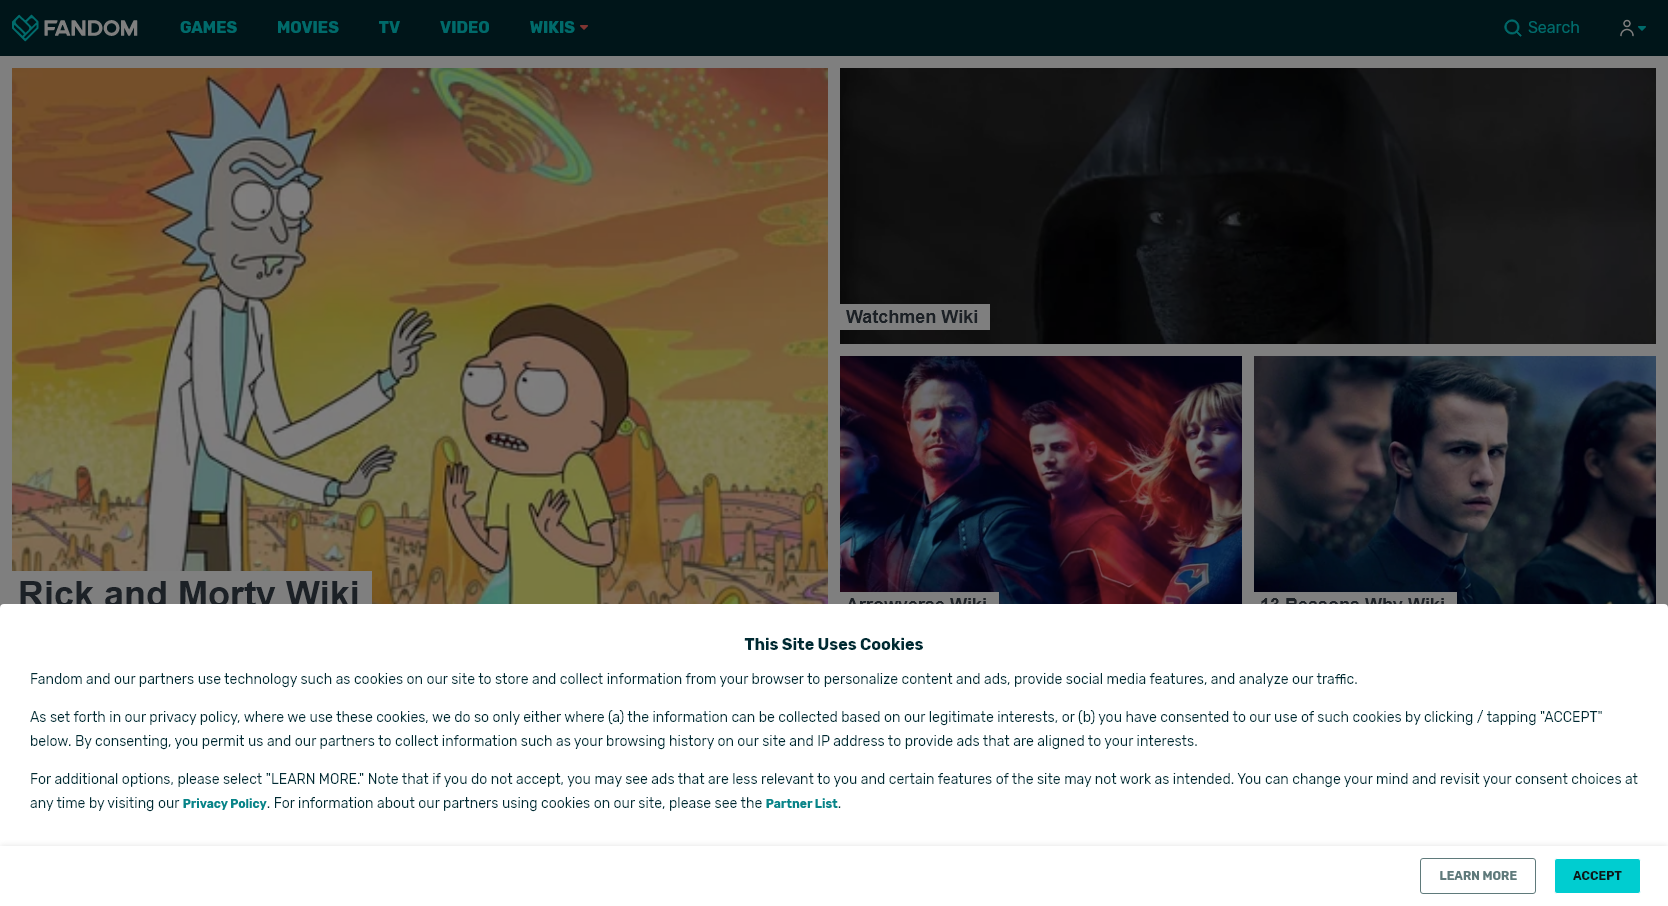 FANDOM GAMES MOVIES TV VIDEO WIKIS Search
Watchmen Wiki
Rick and Morty Wiki
Arrowverse Wiki
13 Reasons Why Wiki
This Site Uses Cookies
Fandom and our partners use technology such as cookies on our site to store and collect information from your browser to personalize content and ads, provide social media features, and analyze our traffic.
As set forth in our privacy policy, where we use these cookies, we do so only either where (a) the information can be collected based on our legitimate interests, or (b) you have consented to our use of such cookies by clicking / tapping "ACCEPT"
below. By consenting, you permit us and our partners to collect information such as your browsing history on our site and IP address to provide ads that are aligned to your interests.
For additional options, please select "LEARN MORE." Note that if you do not accept, you may see ads that are less relevant to you and certain features of the site may not work as intended. You can change your mind and revisit your consent choices at
any time by visiting our Privacy Policy. For information about our partners using cookies on our site, please see the Partner List.
LEARN MORE ACCEPT